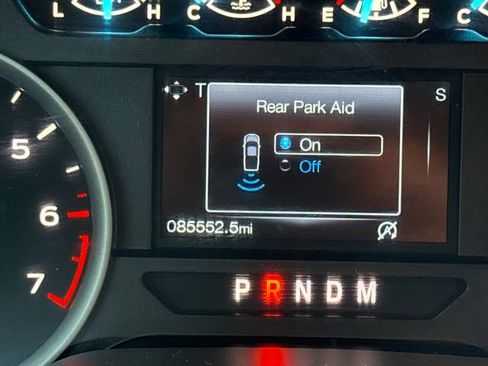 L H C H E F C
T S
Rear Park Aid
On
Off
5
6
7
085552.5mi
A
P R N D M